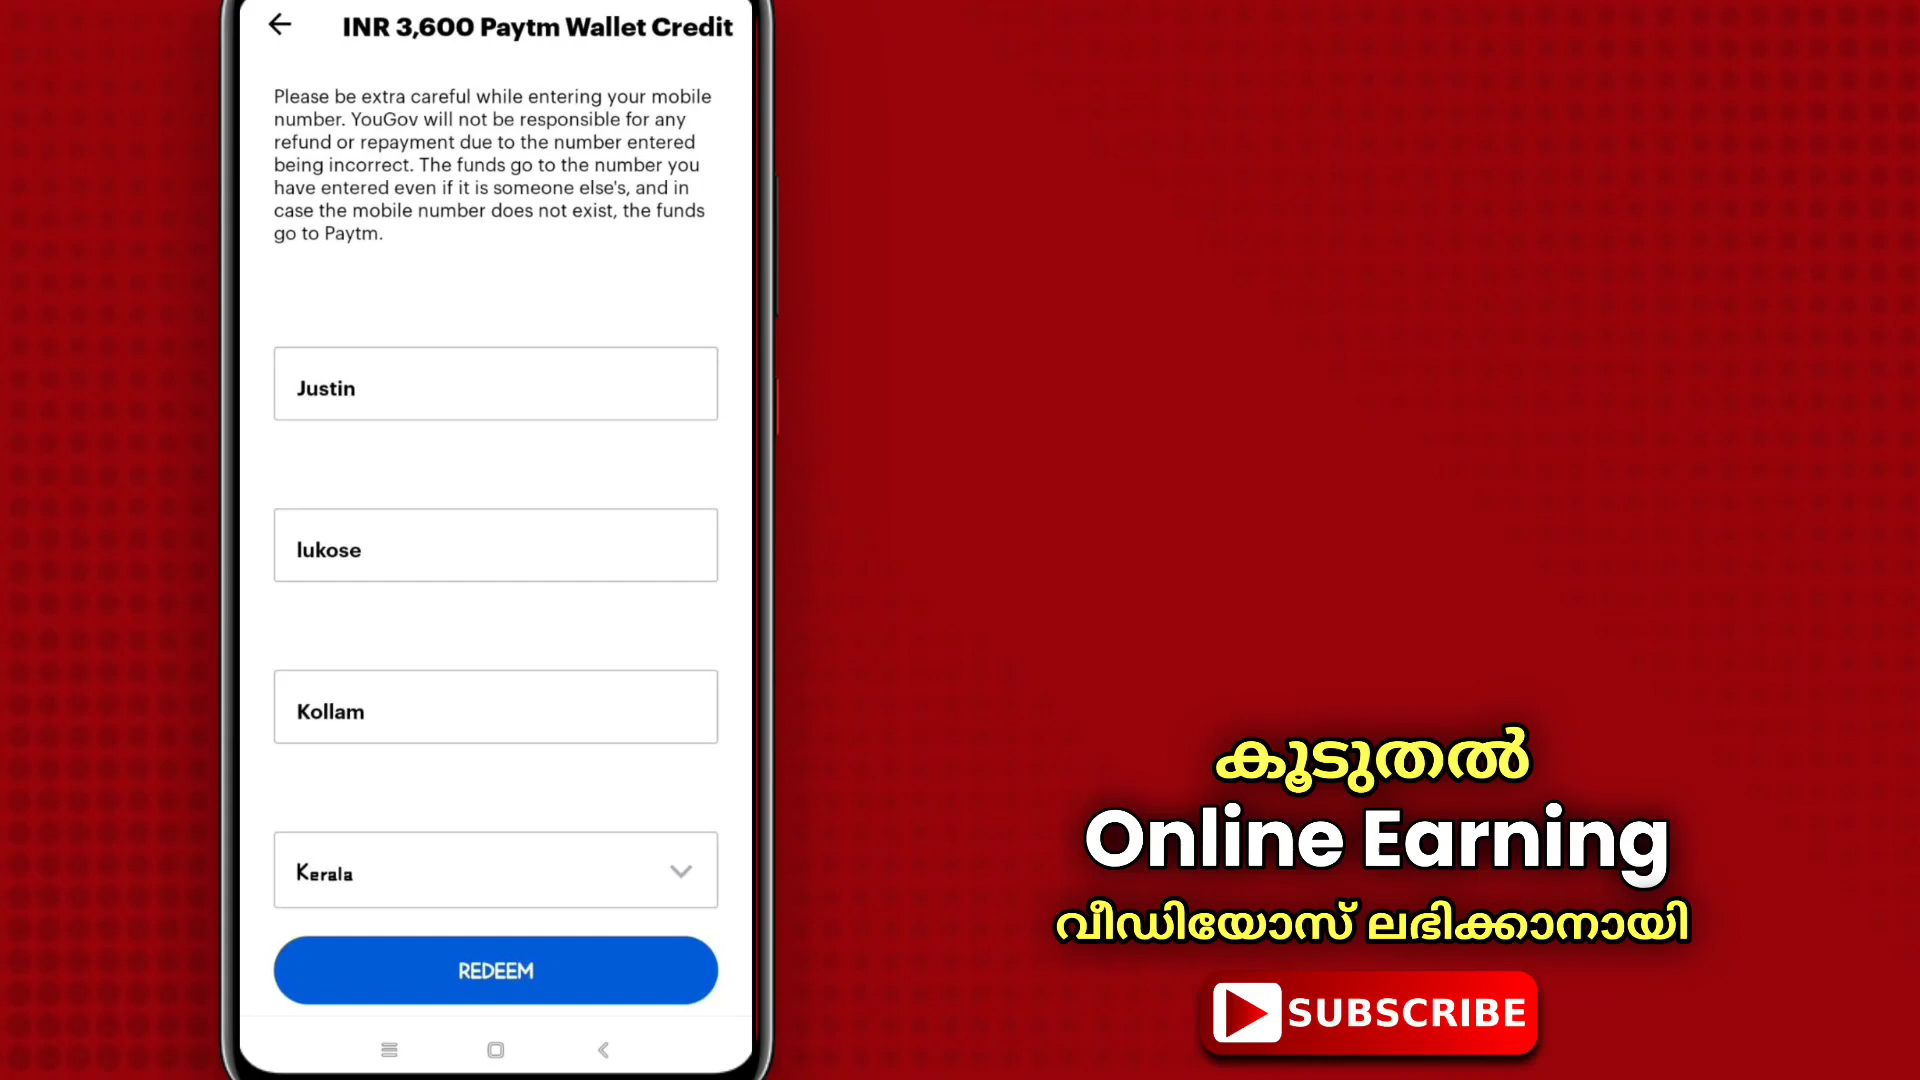 INR 3,600 Paytm Wallet Credit
Please be extra careful while entering your mobile
number. YouGov will not be responsible for any
refund or repayment due to the number entered
being incorrect. The funds go to the number you
have entered even if it is someone else's, and in
case the mobile number does not exist, the funds
go to Paytm.
Justin
lukose
Kollam
Kerala
REDEEM
കൂടുതൽ
Online Earning
വീഡിയോസ് ലഭിക്കാനായി
SUBSCRIBE